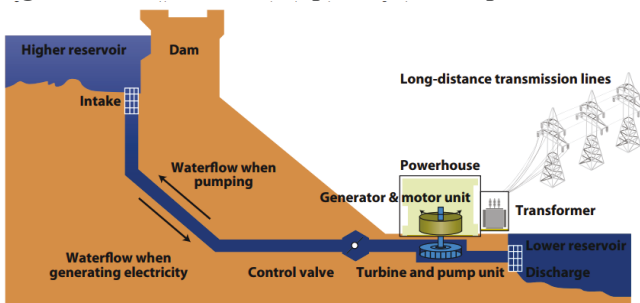 Higher reservoir
Dam
Long-distance transmission lines
Intake
Waterflow when
pumping
Powerhouse
Generator & motor unit
Transformer
Waterflow when
generating electricity
Control valve
Turbine and pump unit
Lower reservoir
Discharge